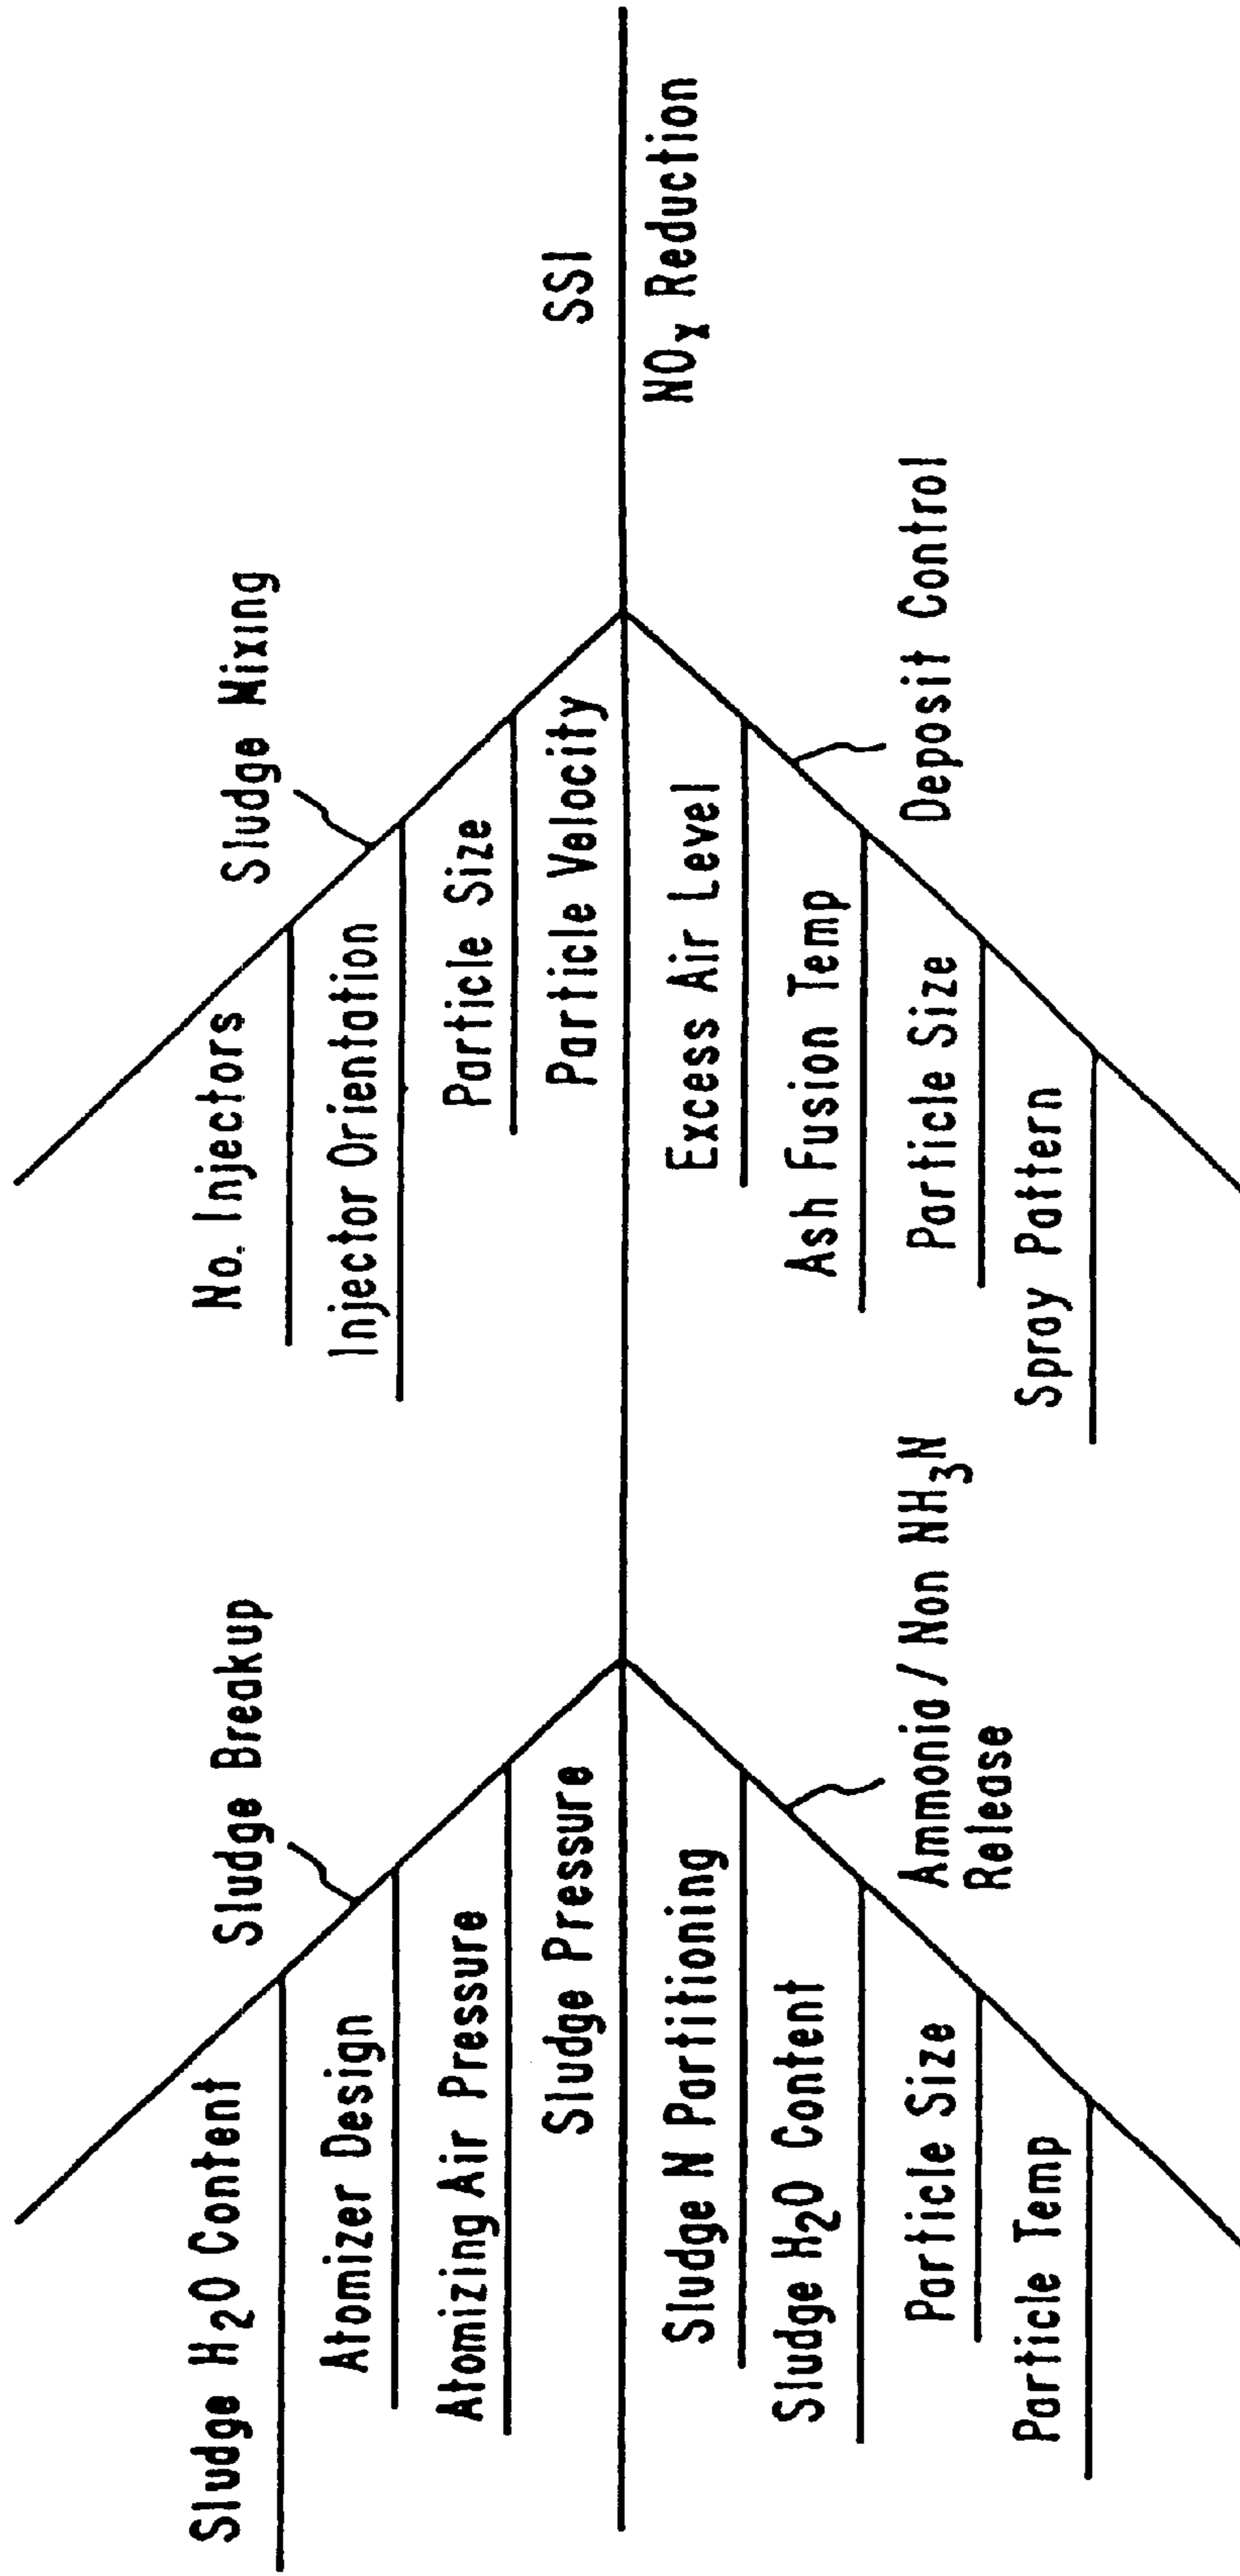 Sludge Breakup
Sludge H2O Content
Atomizer Design
Atomizing Air Pressure
Sludge Pressure
Sludge N Partitioning
Sludge H2O Content
Particle Size
Particle Temp
Ammonia / Non NH3N
Release
Sludge Mixing
No. Injectors
Injector Orientation
Particle Size
Particle Velocity
Excess Air Level
Ash Fusion Temp
Particle Size
Spray Pattern
Deposit Control
SSI
NOx Reduction